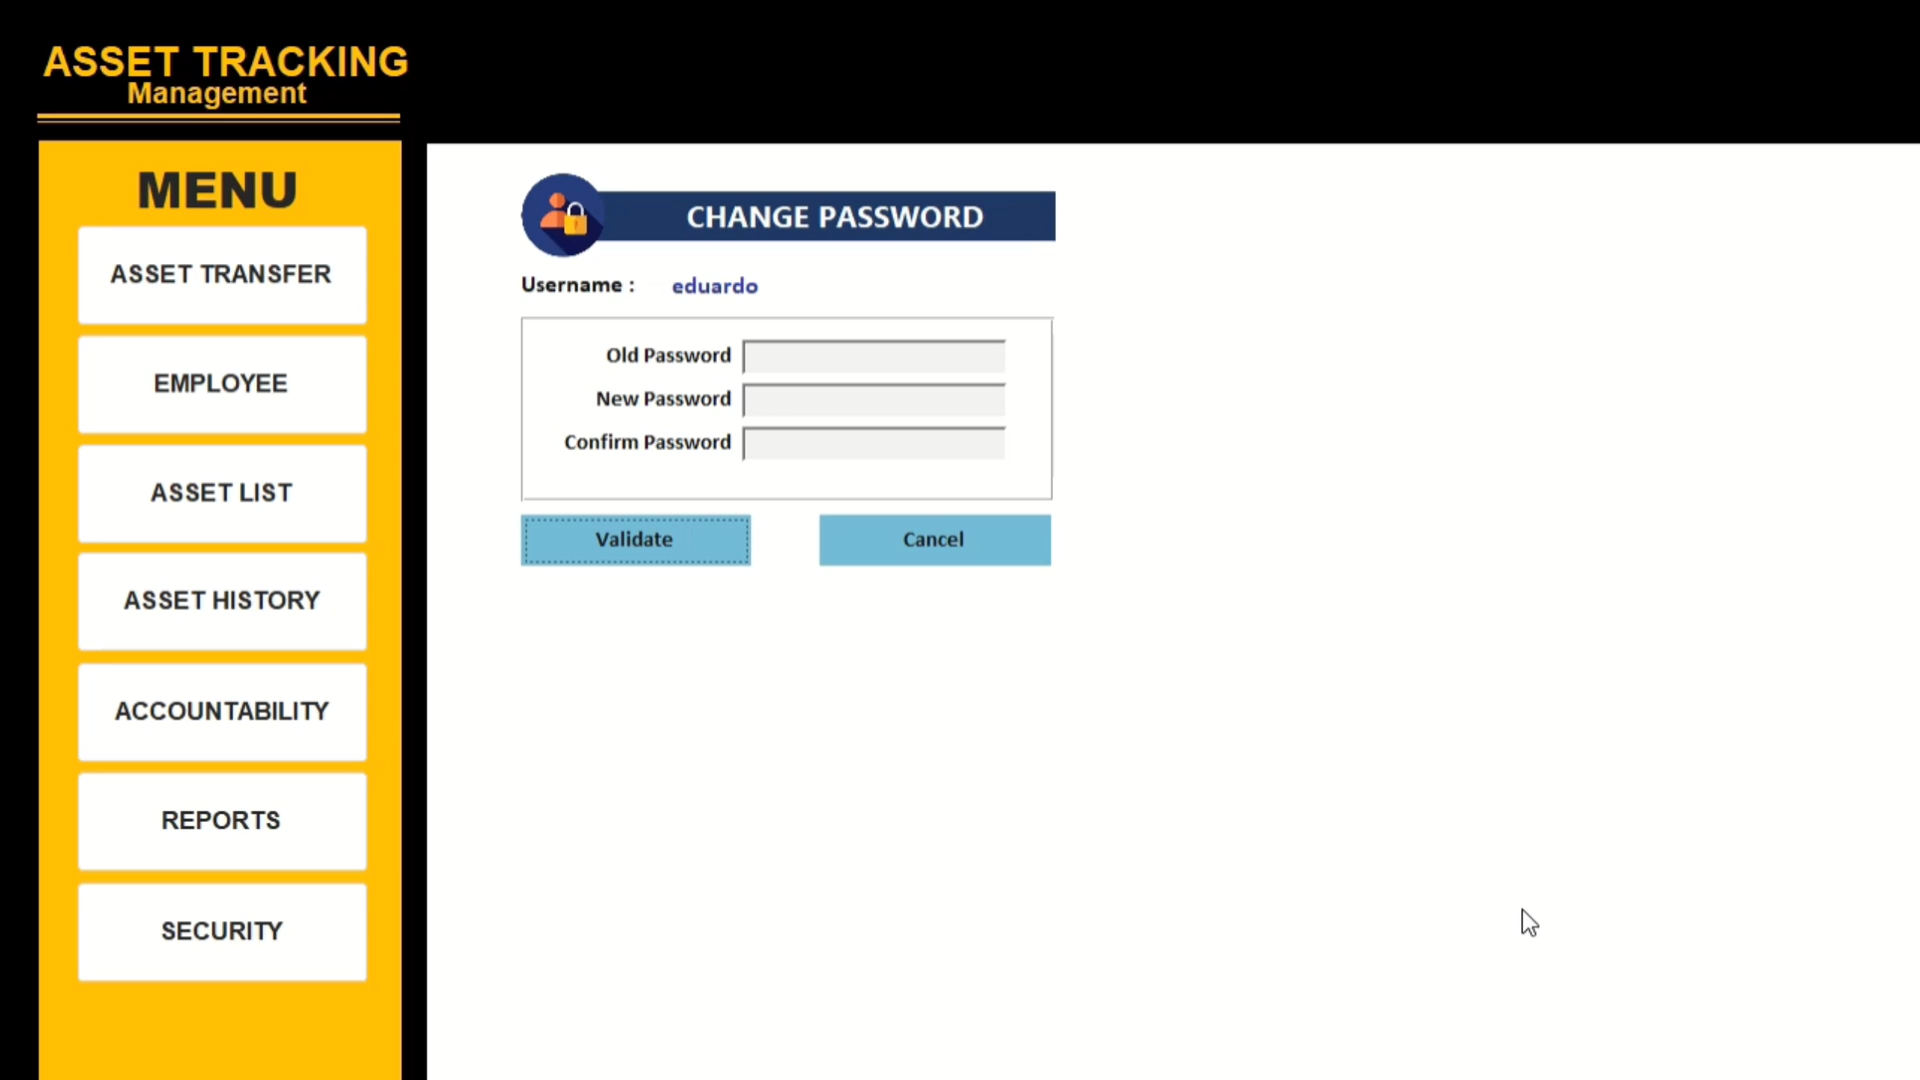 ASSET TRACKING
Management
MENU
ASSET TRANSFER
EMPLOYEE
ASSET LIST
ASSET HISTORY
ACCOUNTABILITY
REPORTS
SECURITY
CHANGE PASSWORD
Username : eduardo
Old Password
New Password
Confirm Password
Validate Cancel